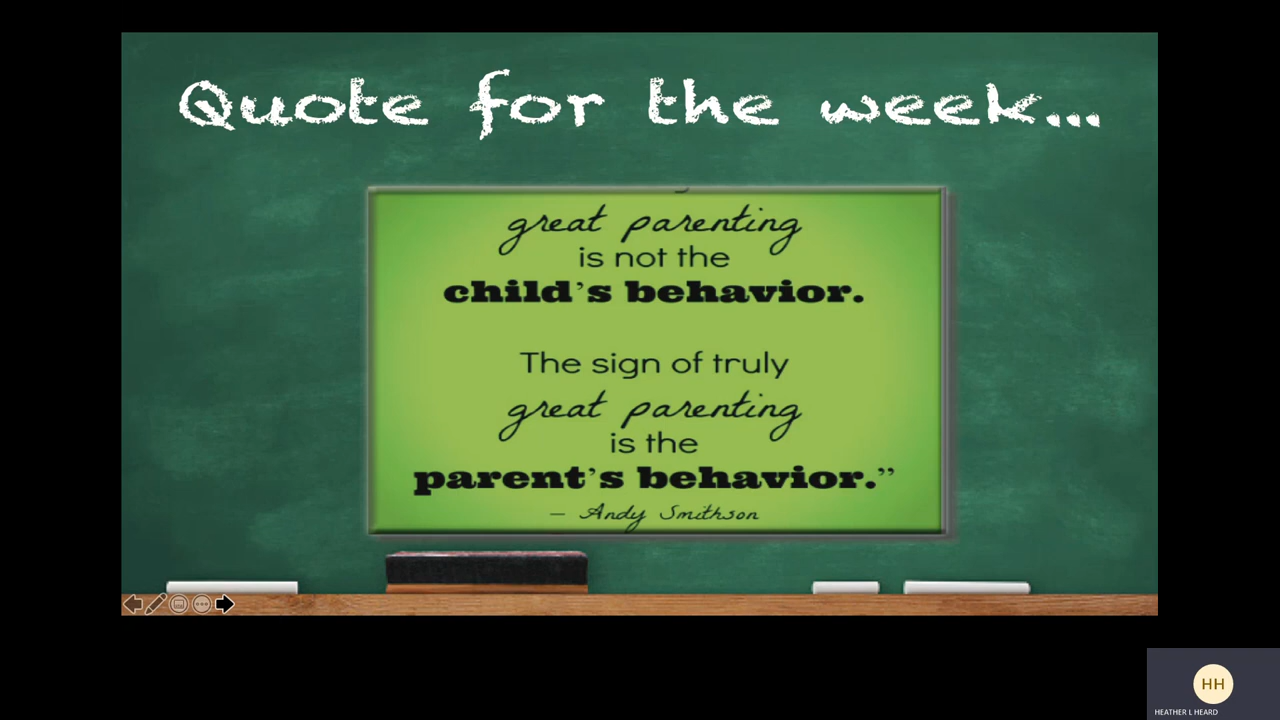 Quote for the week...
great parenting
is not the
child's behavior.
The sign of truly
great parenting
is the
parent's behavior.”
– Andy Smithson
HH
HEATHER L HEARD